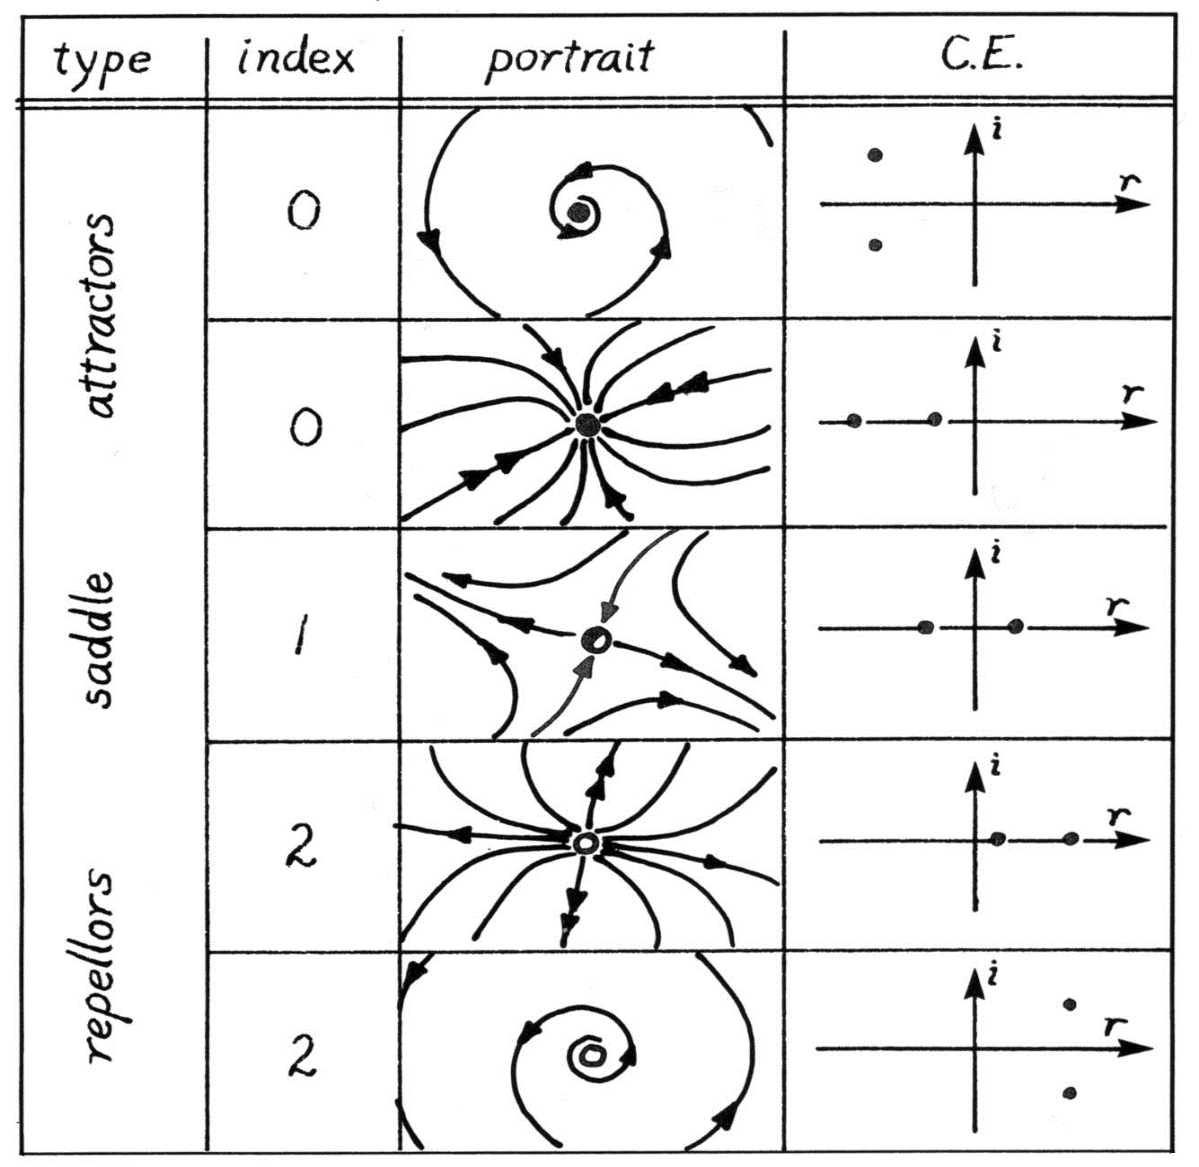 type index portrait C.E.
attractors
0 i r
0 i r
saddle 1 i r
repellors
2 i r
2 i r